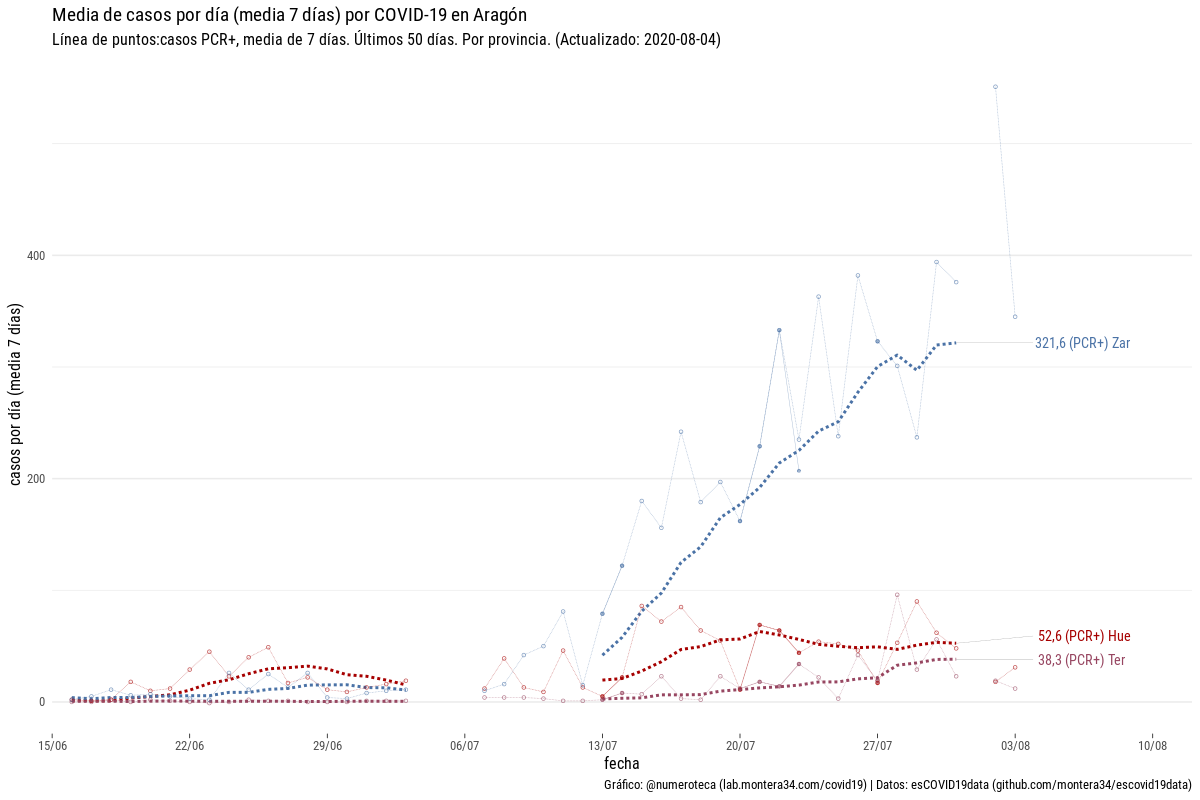 Media de casos por día (media 7 días) por COVID-19 en Aragón
Línea de puntos:casos PCR+, media de 7 días. Últimos 50 días. Por provincia. (Actualizado: 2020-08-04)
casos por día (media 7 días)
400
200
0
321,6 (PCR+) Zar
52,6 (PCR+) Hue
38,3 (PCR+) Ter
15/06
22/06
29/06
06/07
13/07
20/07
27/07
03/08
10/08
fecha
Gráfico: @numeroteca (lab.montera34.com/covid19) | Datos: esCOVID19data (github.com/montera34/escovid19data)